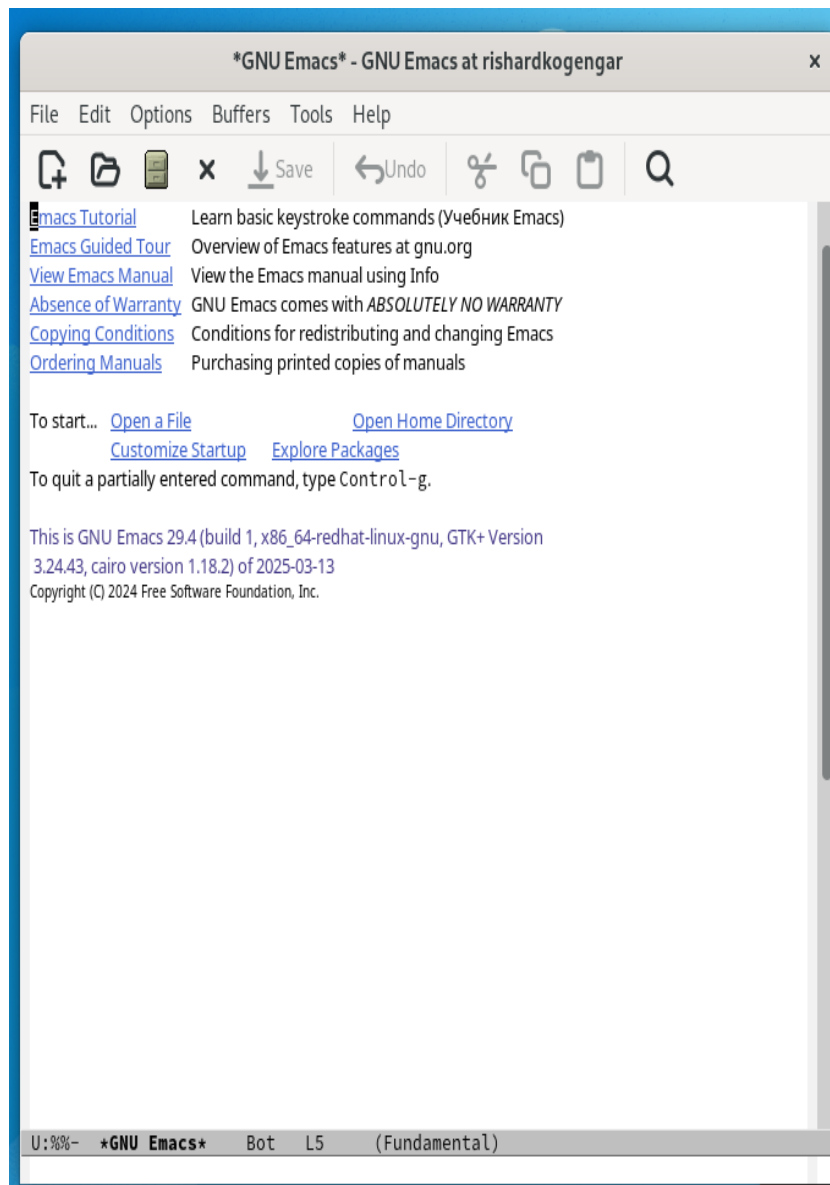 *GNU Emacs* - GNU Emacs at rishardkogengar x
File Edit Options Buffers Tools Help
Save Undo
Emacs Tutorial Learn basic keystroke commands (Учебник Emacs)
Emacs Guided Tour Overview of Emacs features at gnu.org
View Emacs Manual View the Emacs manual using Info
Absence of Warranty GNU Emacs comes with ABSOLUTELY NO WARRANTY
Copying Conditions Conditions for redistributing and changing Emacs
Ordering Manuals Purchasing printed copies of manuals
To start... Open a File Open Home Directory
Customize Startup Explore Packages
To quit a partially entered command, type Control-g.
This is GNU Emacs 29.4 (build 1, x86_64-redhat-linux-gnu, GTK+ Version
3.24.43, cairo version 1.18.2) of 2025-03-13
Copyright (C) 2024 Free Software Foundation, Inc.
U:%%- *GNU Emacs* Bot L5 (Fundamental)